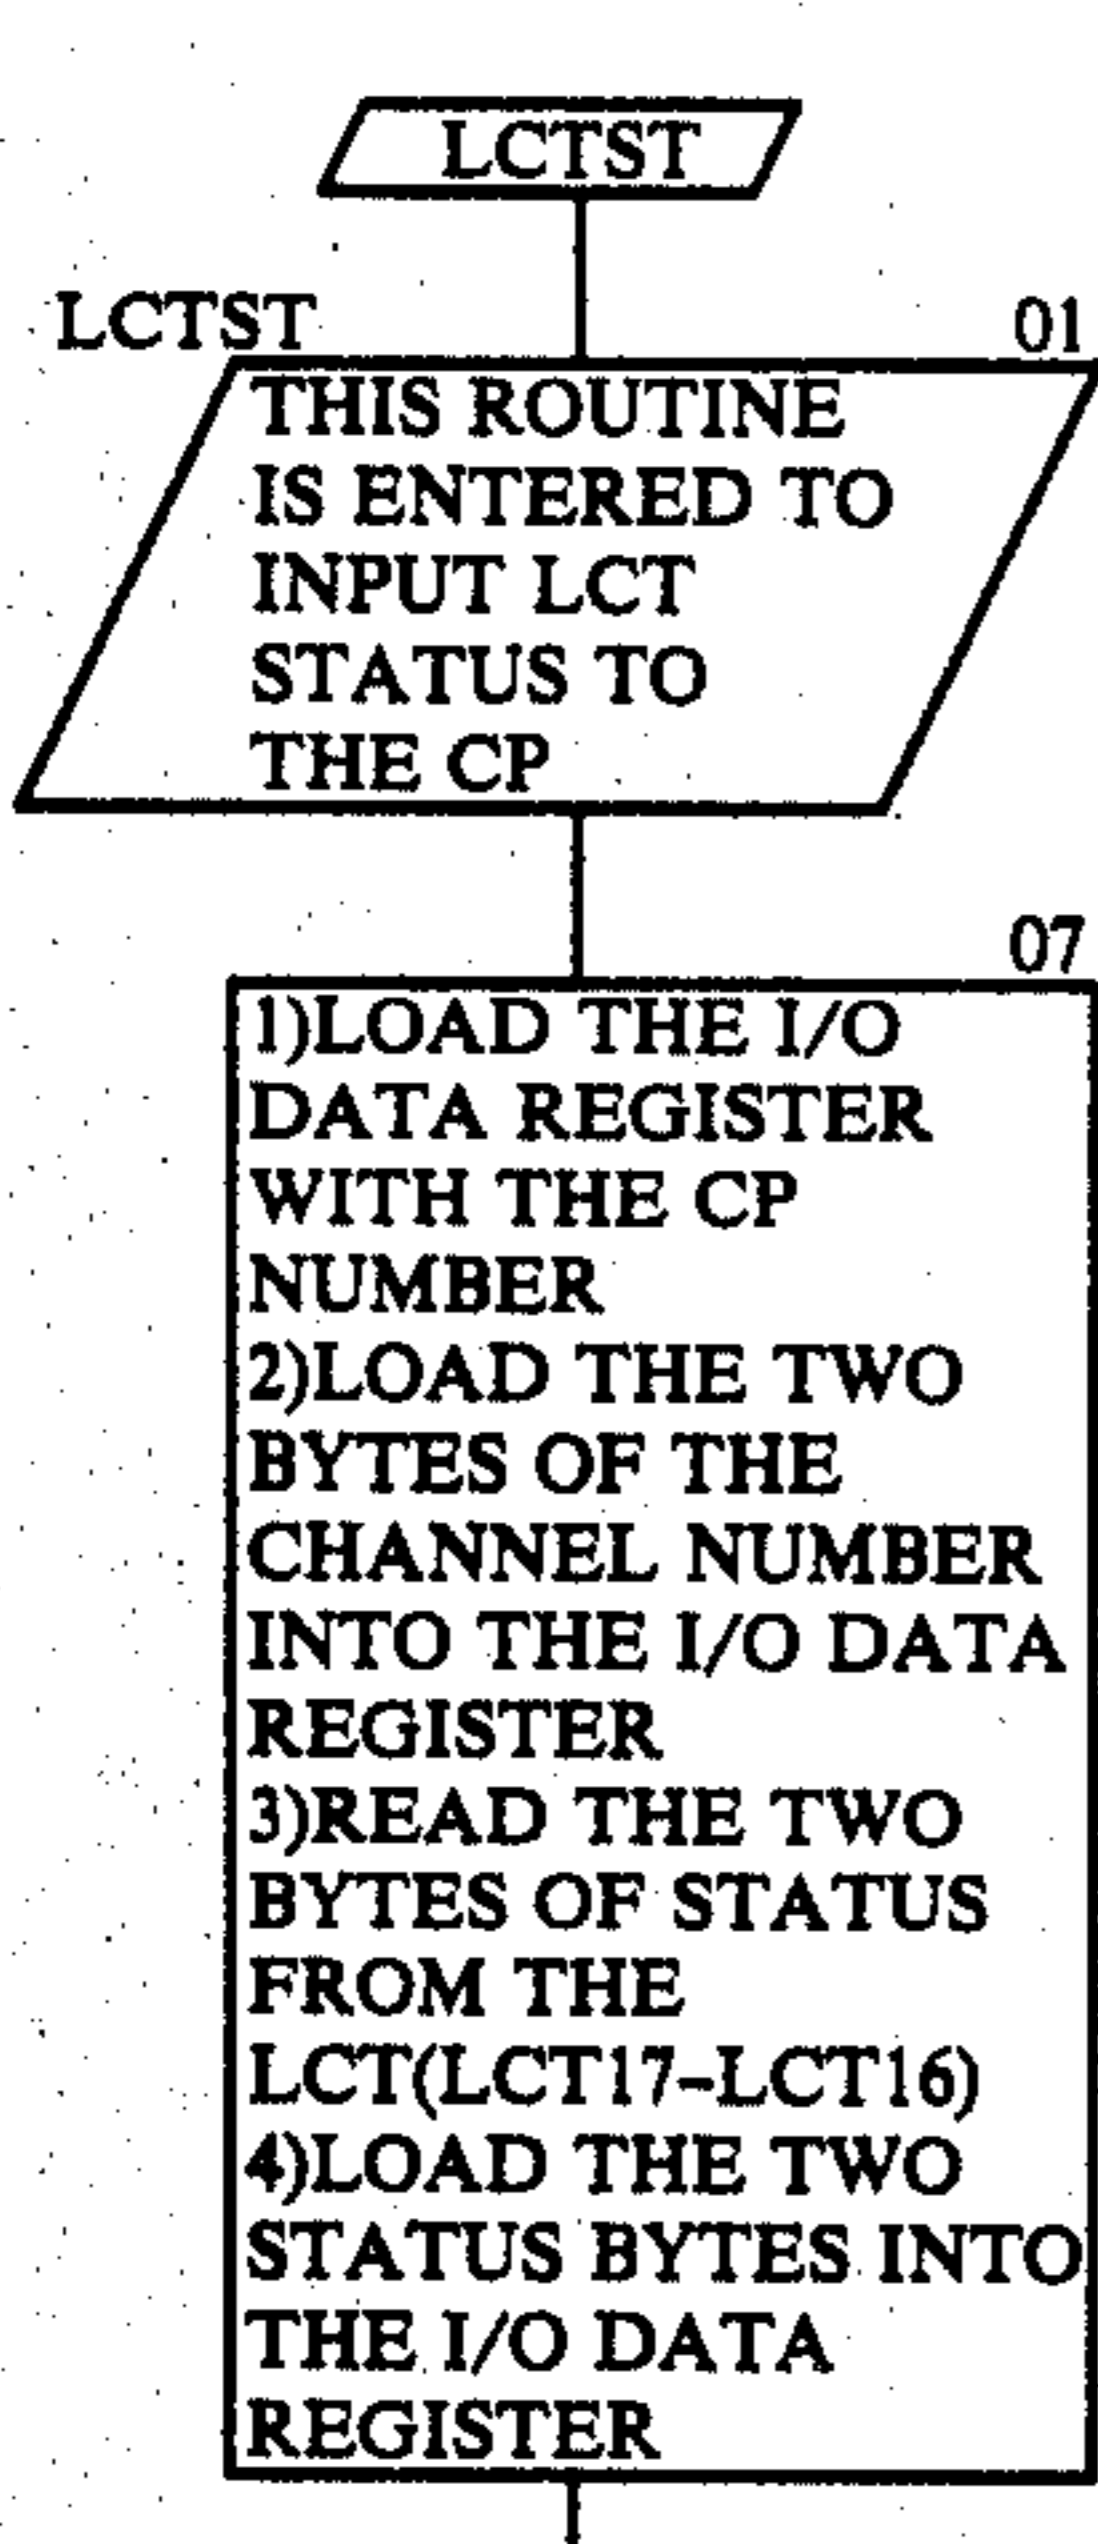 LCTST
LCTST
01
THIS ROUTINE
IS ENTERED TO
INPUT LCT
STATUS TO
THE CP
07
1)LOAD THE I/O
DATA REGISTER
WITH THE CP
NUMBER
2)LOAD THE TWO
BYTES OF THE
CHANNEL NUMBER
INTO THE I/O DATA
REGISTER
3)READ THE TWO
BYTES OF STATUS
FROM THE
LCT(LCT17-LCT16)
4)LOAD THE TWO
STATUS BYTES INTO
THE I/O DATA
REGISTER